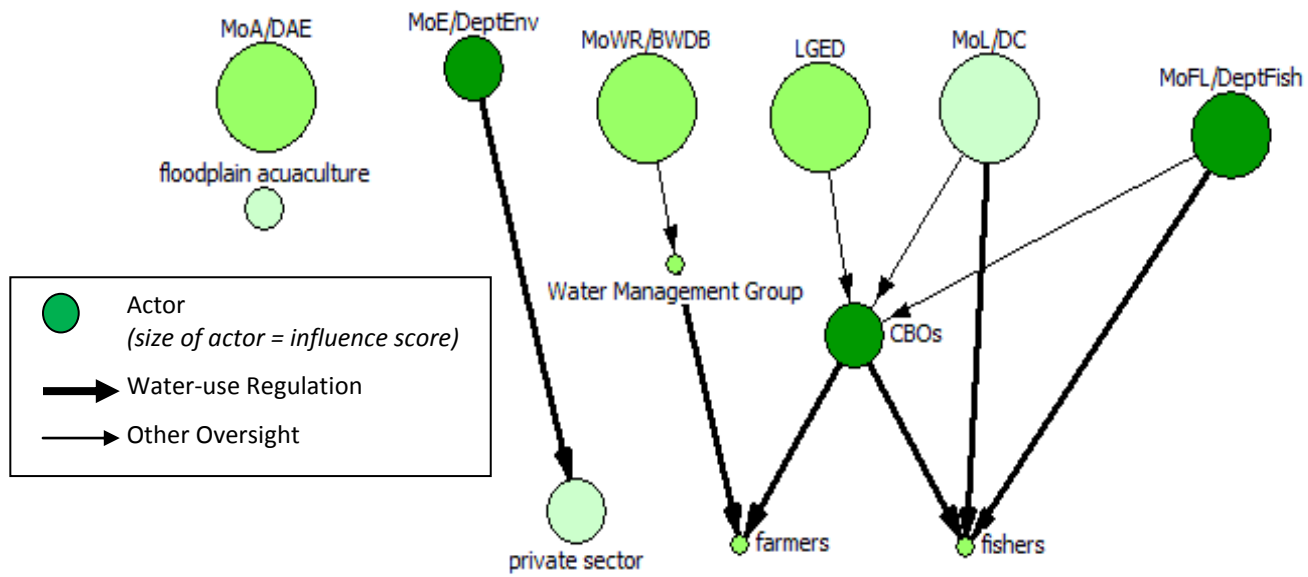 MoA/DAE
MoE/DeptEnv
MoWR/BWDB
LGED
MoL/DC
MoFL/DeptFish
floodplain acuaculture
Water Management Group
CBOs
Actor
(size of actor = influence score)
Water-use Regulation
Other Oversight
private sector
farmers
fishers